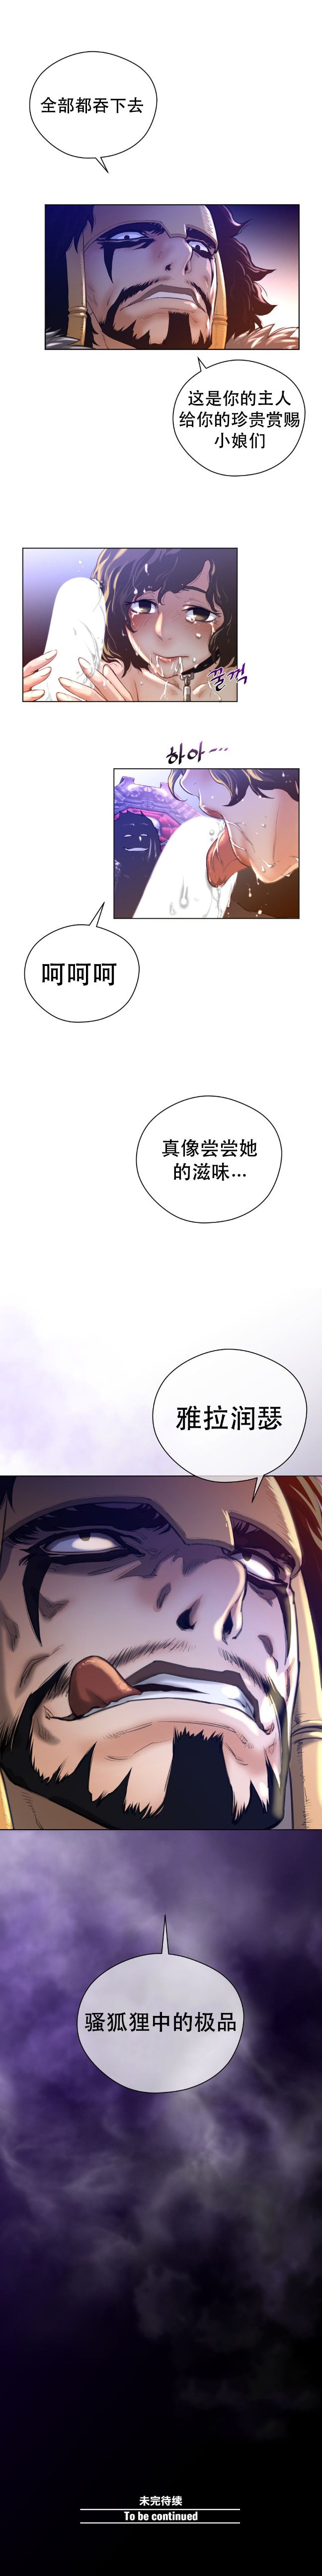 全部都吞下去
这是你的主人
给你的珍贵赏赐
小娘们
꿀꺽
하아…
呵呵呵
真像尝尝她
的滋味...
雅拉润瑟
骚狐狸中的极品
未完待续
To be continued